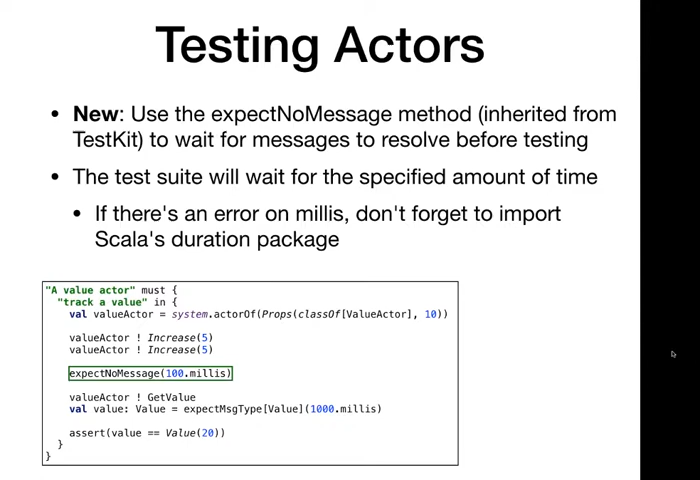 Testing Actors
• New: Use the expectNoMessage method (inherited from
TestKit) to wait for messages to resolve before testing
• The test suite will wait for the specified amount of time
• If there's an error on millis, don't forget to import
Scala's duration package
"A value actor" must {
  "track a value" in {
    val valueActor = system.actorOf(Props(classOf[ValueActor], 10))
    valueActor ! Increase(5)
    valueActor ! Increase(5)
    expectNoMessage(100.millis)
    valueActor ! GetValue
    val value: Value = expectMsgType[Value](1000.millis)
    assert(value == Value(20))
  }
}